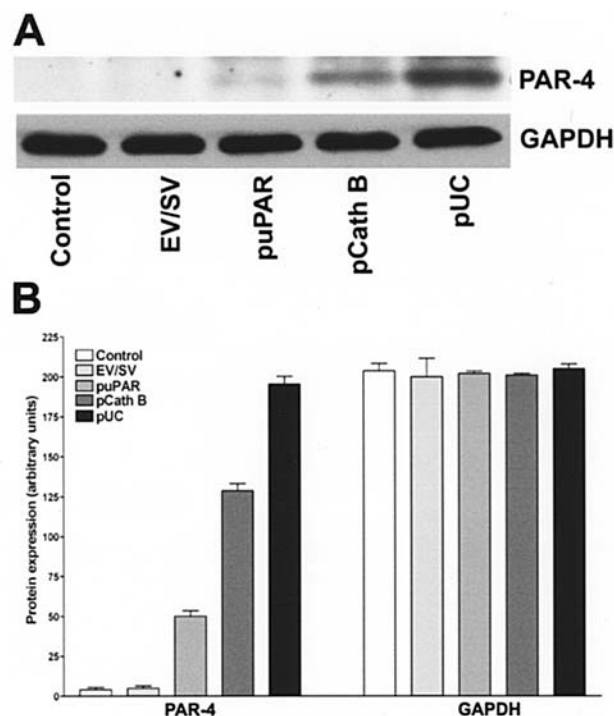 A
PAR-4
GAPDH
Control
EV/SV
puPAR
pCath B
pUC
B
Protein expression (arbitrary units)
225
200
175
150
125
100
75
50
25
0
Control
EV/SV
puPAR
pCath B
pUC
PAR-4
GAPDH